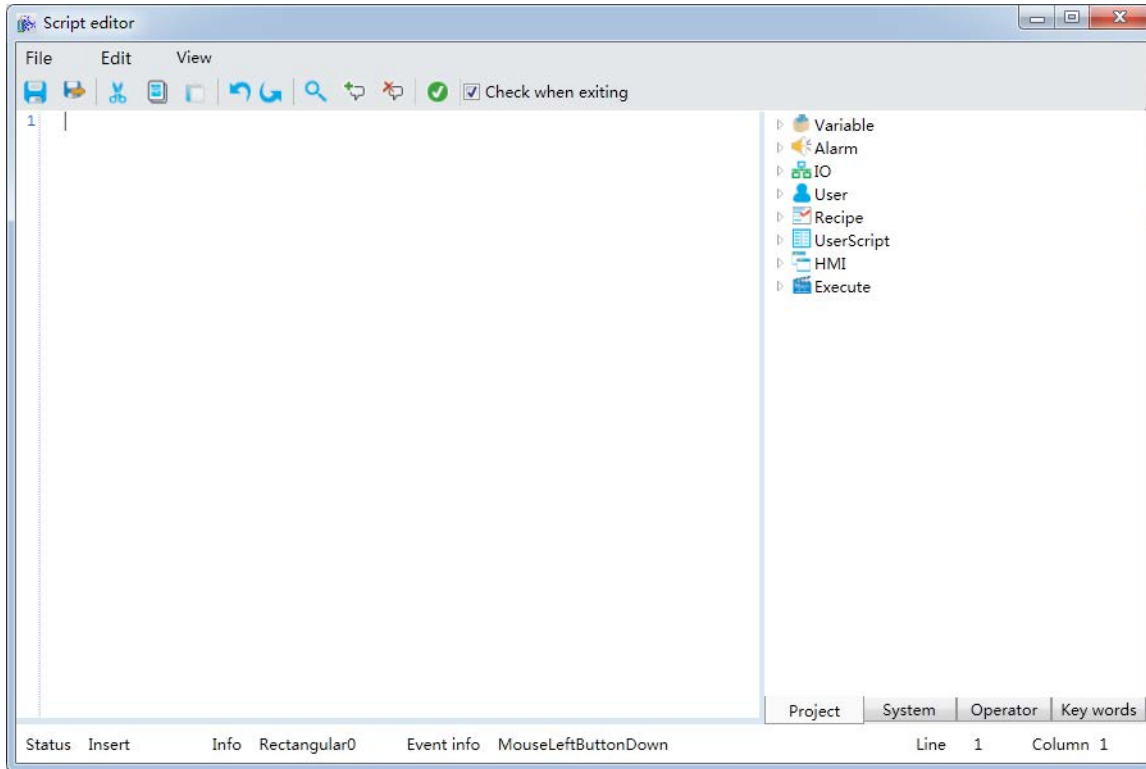 Script editor
File Edit View
Check when exiting
1
Variable
Alarm
IO
User
Recipe
UserScript
HMI
Execute
Project System Operator Key words
Status Insert Info Rectangular0 Event info MouseLeftButtonDown Line 1 Column 1